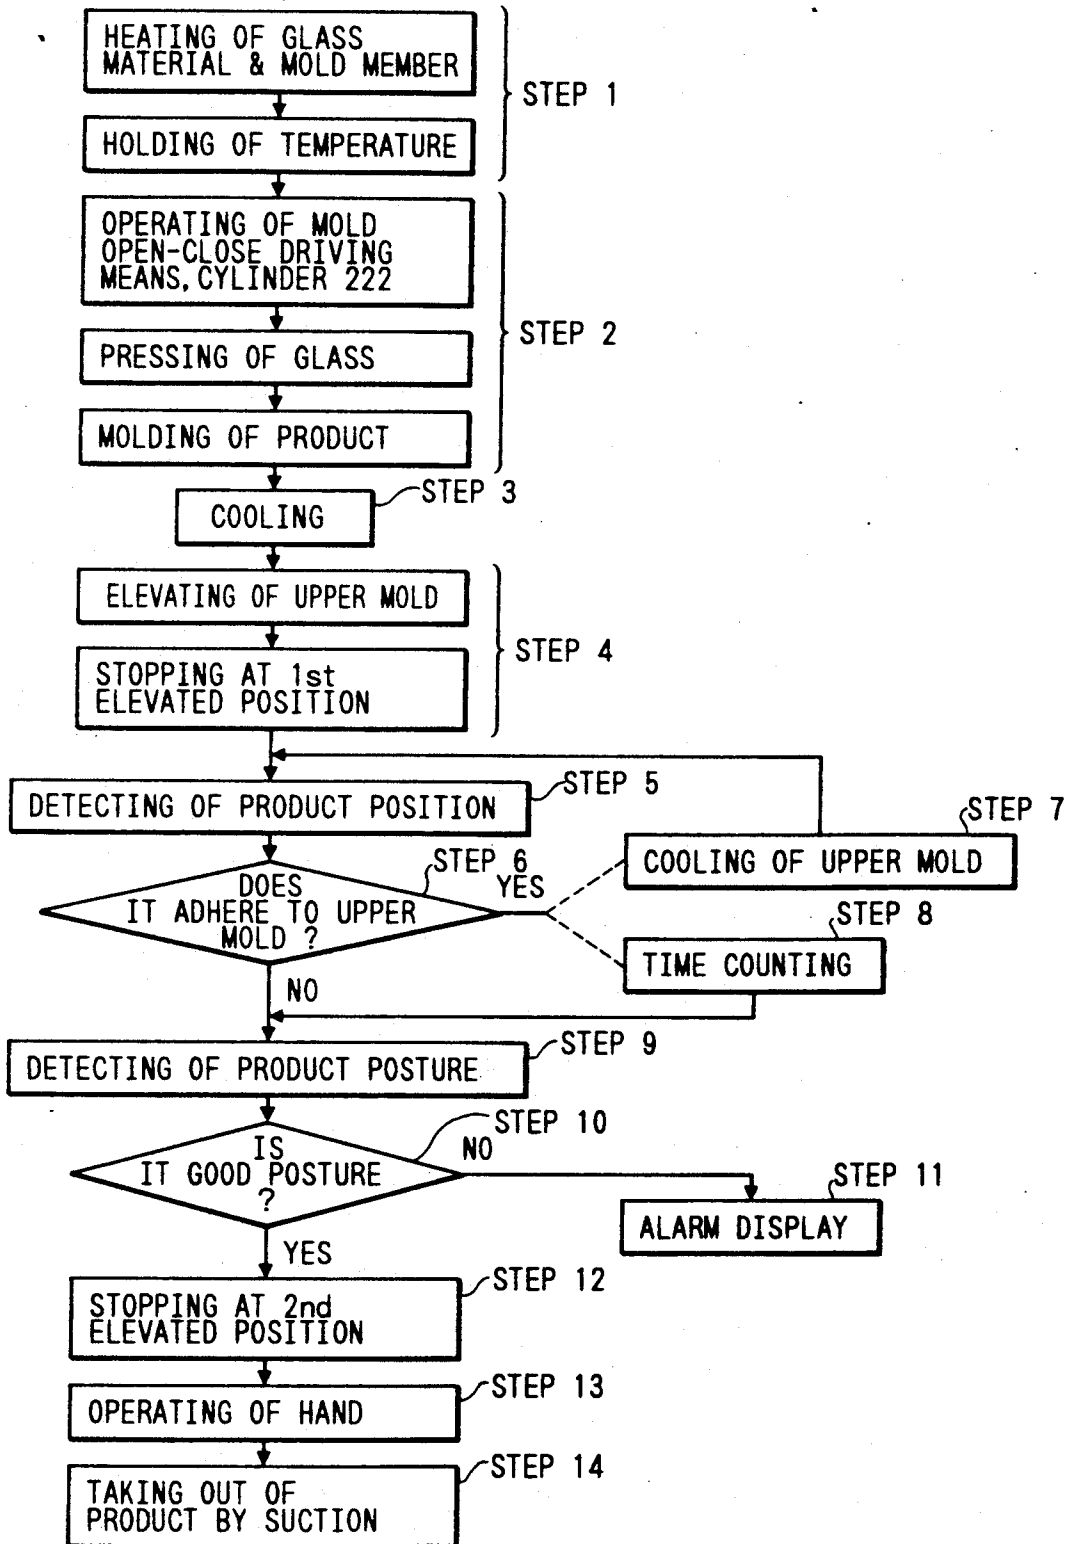 HEATING OF GLASS
MATERIAL & MOLD MEMBER
STEP 1
HOLDING OF TEMPERATURE
OPERATING OF MOLD
OPEN-CLOSE DRIVING
MEANS, CYLINDER 222
STEP 2
PRESSING OF GLASS
MOLDING OF PRODUCT
STEP 3
COOLING
ELEVATING OF UPPER MOLD
STEP 4
STOPPING AT 1st
ELEVATED POSITION
STEP 5
DETECTING OF PRODUCT POSITION
STEP 7
COOLING OF UPPER MOLD
STEP 6
YES
DOES
IT ADHERE TO UPPER
MOLD ?
STEP 8
TIME COUNTING
NO
STEP 9
DETECTING OF PRODUCT POSTURE
STEP 10
NO
IS
IT GOOD POSTURE
?
STEP 11
ALARM DISPLAY
YES
STEP 12
STOPPING AT 2nd
ELEVATED POSITION
STEP 13
OPERATING OF HAND
STEP 14
TAKING OUT OF
PRODUCT BY SUCTION